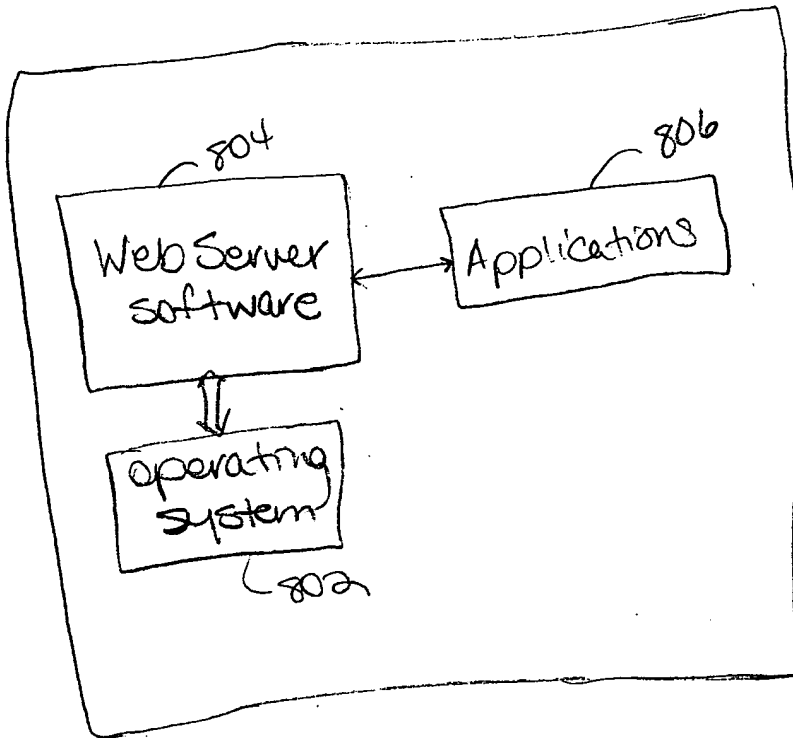 804
806
Web Server
software
Applications
operating
system
802